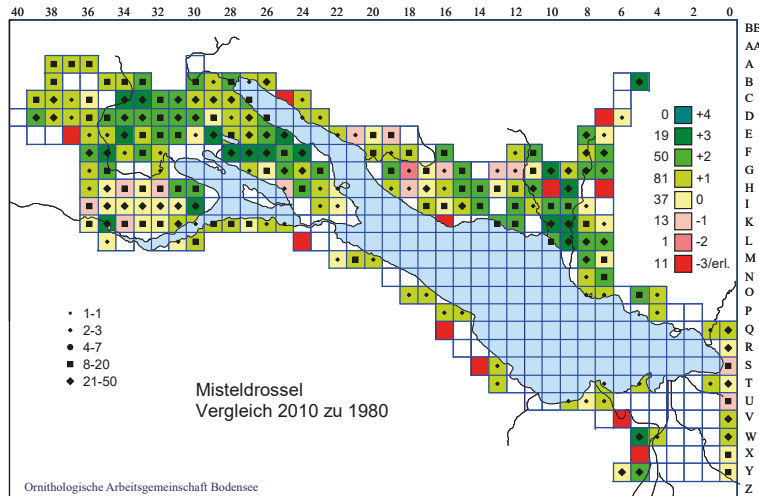 40 38 36 34 32 30 28 26 24 22 20 18 16 14 12 10 8 6 4 2 0
BB
AA
A
B
C
D
E
F
G
H
I
K
L
M
N
O
P
Q
R
S
T
U
V
W
X
Y
Z
0 +4
19 +3
50 +2
81 +1
37 0
13 -1
1 -2
11 -3/erl.
1-1
2-3
4-7
8-20
21-50
Misteldrossel
Vergleich 2010 zu 1980
Ornithologische Arbeitsgemeinschaft Bodensee